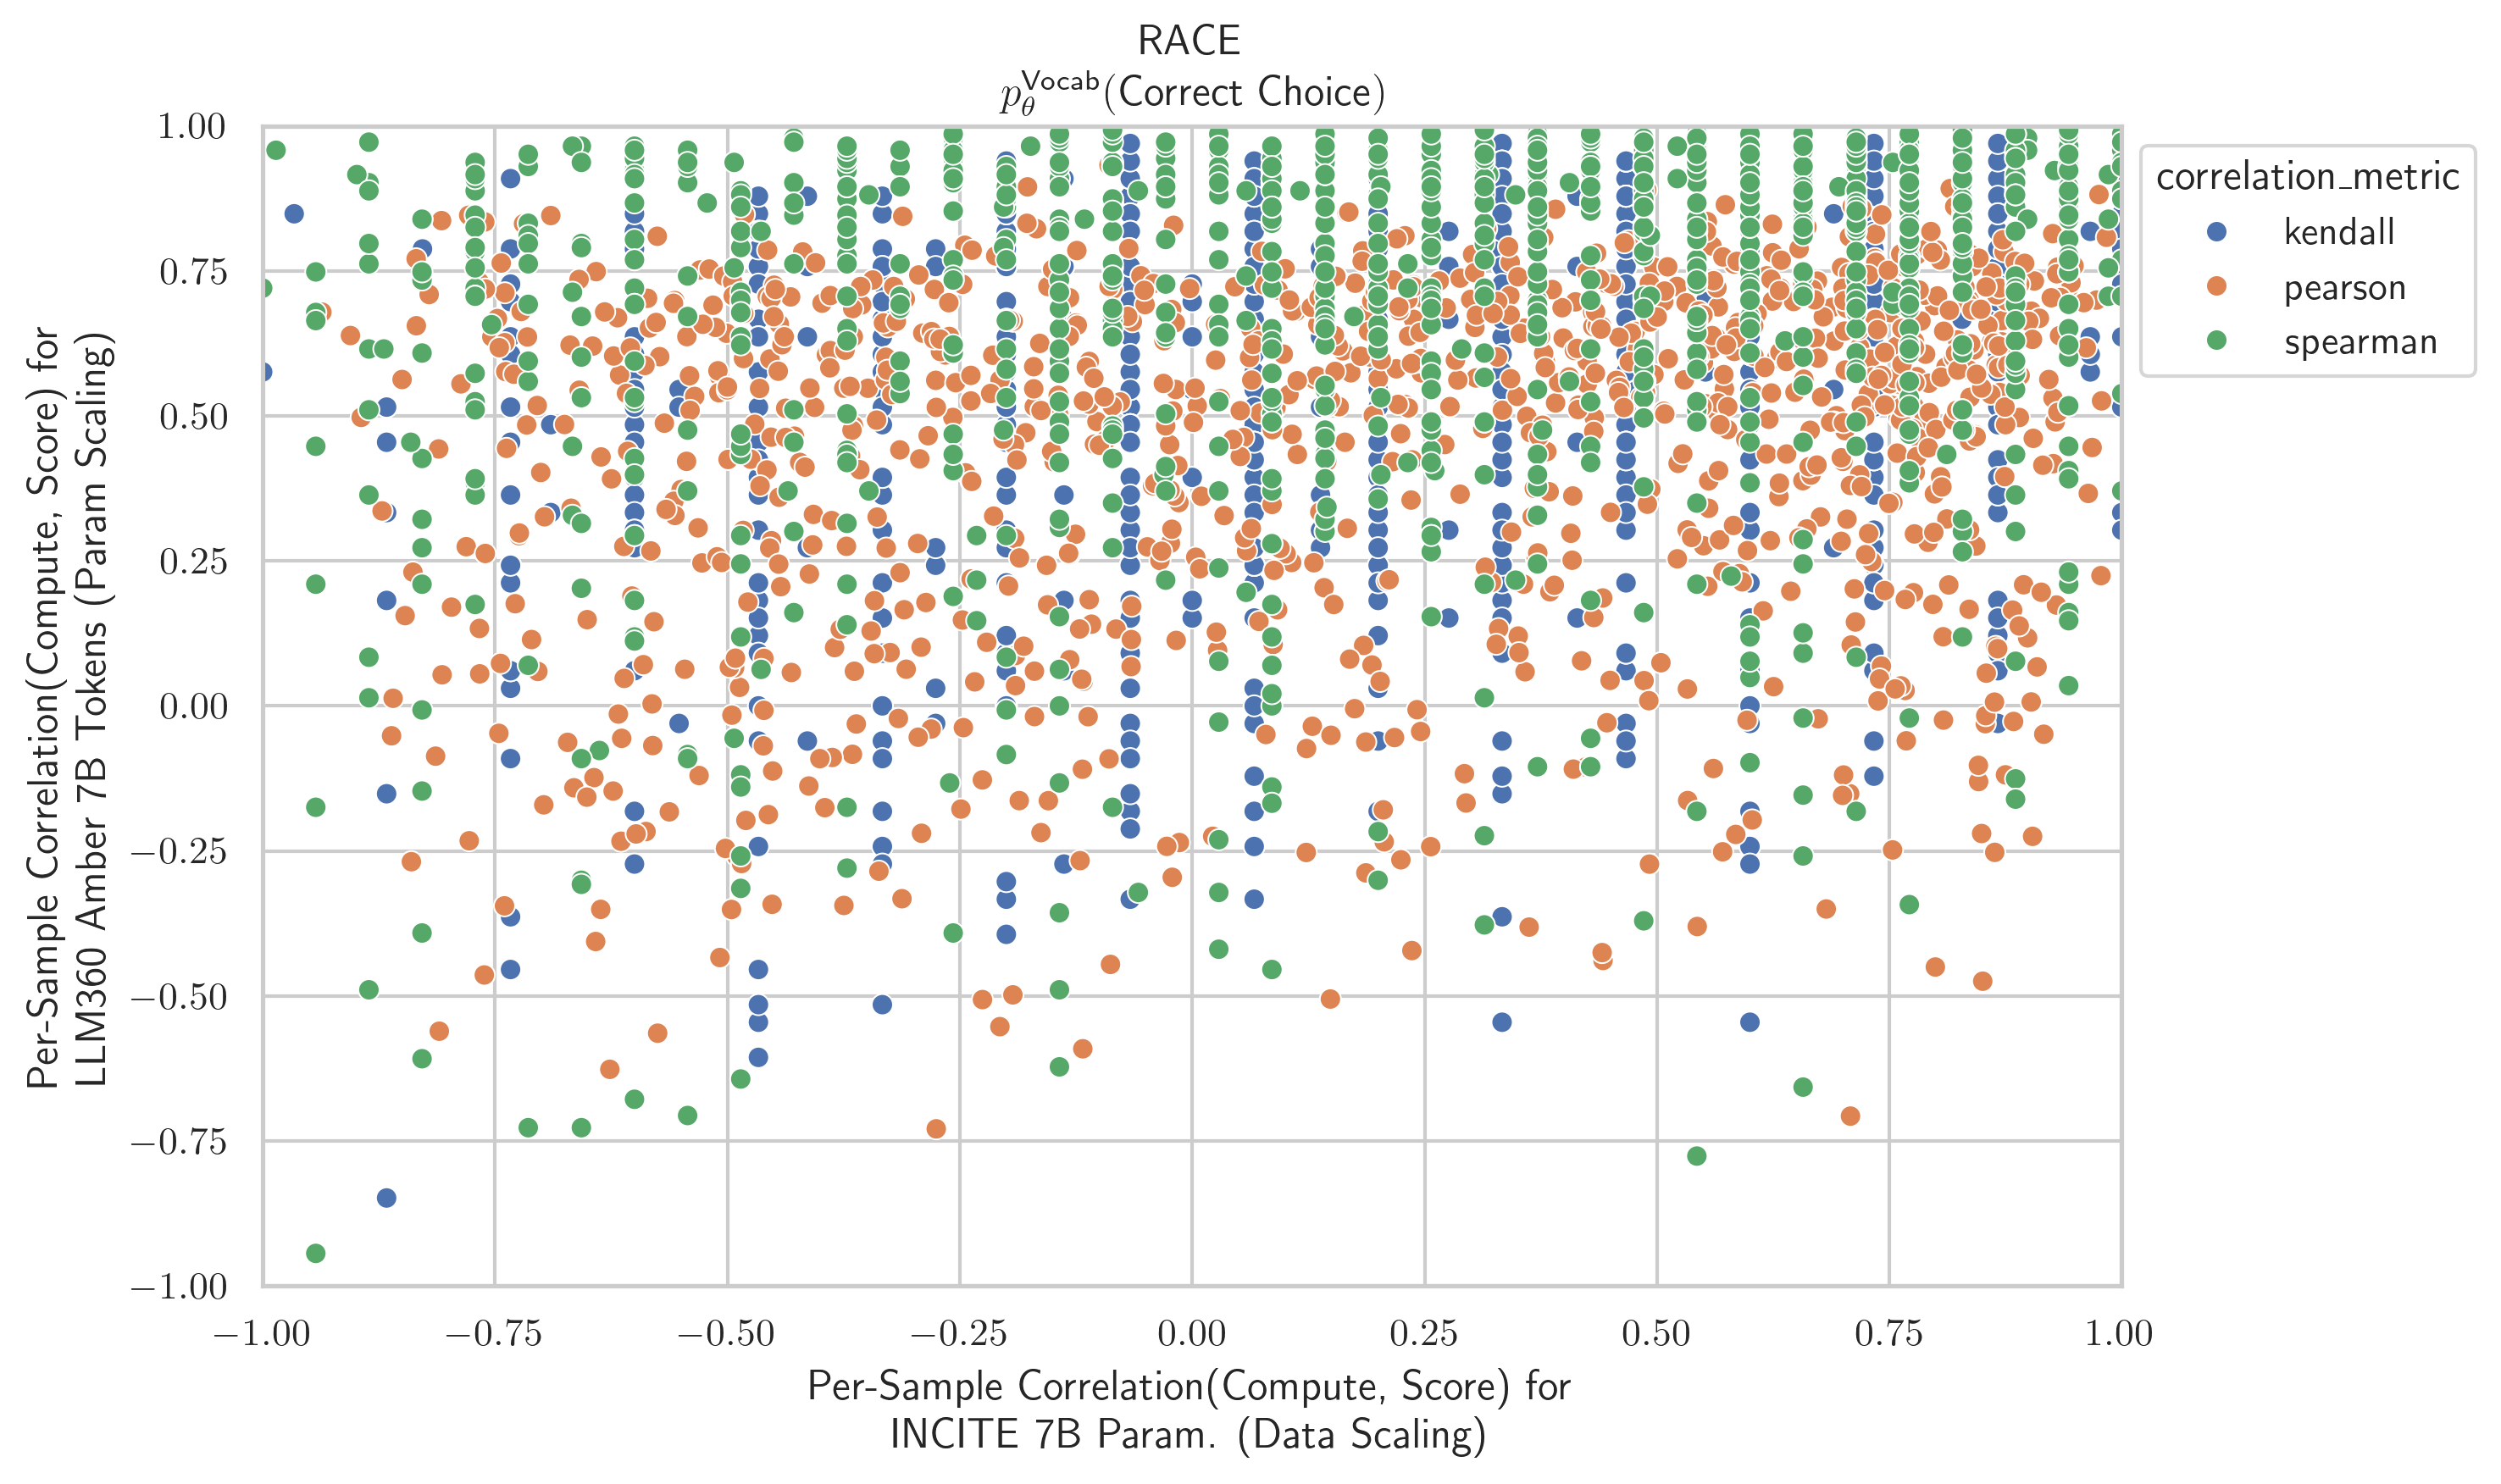 RACE
p_θ^Vocab(Correct Choice)
Per-Sample Correlation(Compute, Score) for
LLM360 Amber 7B Tokens (Param Scaling)
1.00
0.75
0.50
0.25
0.00
−0.25
−0.50
−0.75
−1.00
−1.00 −0.75 −0.50 −0.25 0.00 0.25 0.50 0.75 1.00
Per-Sample Correlation(Compute, Score) for
INCITE 7B Param. (Data Scaling)
correlation_metric
kendall
pearson
spearman